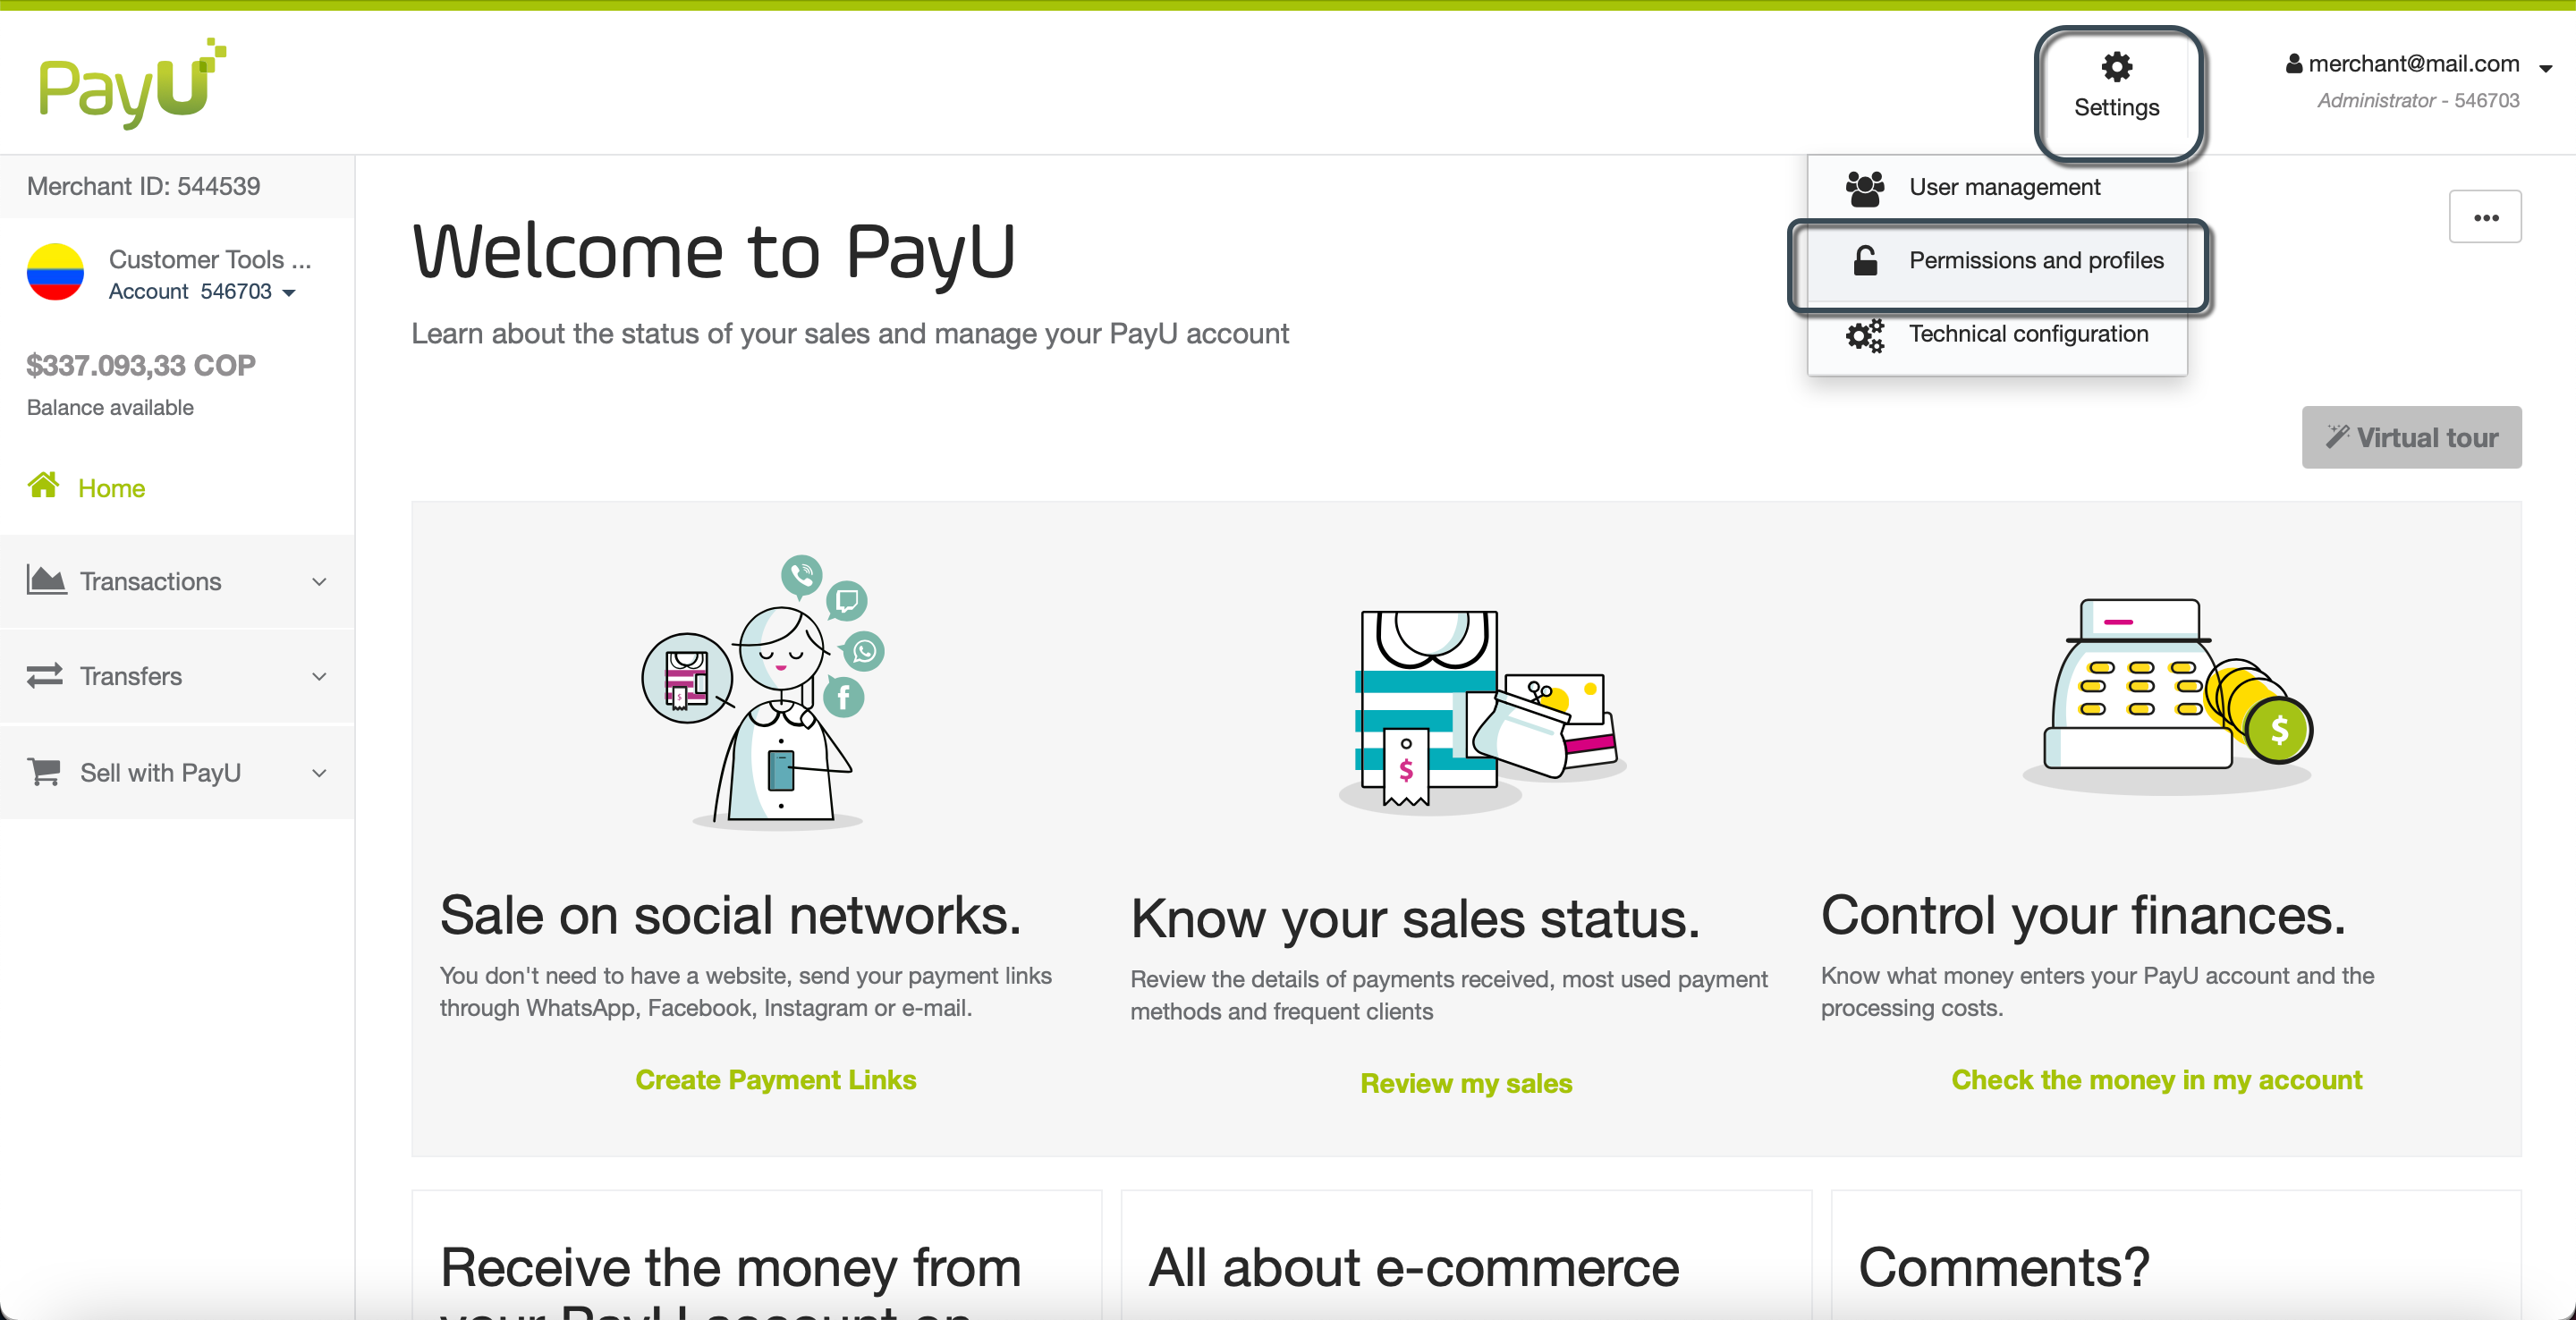 PayU
Settings
merchant@mail.com
Administrator - 546703
Merchant ID: 544539
User management
Customer Tools ...
Account 546703
Welcome to PayU
Permissions and profiles
Learn about the status of your sales and manage your PayU account
Technical configuration
$337.093,33 COP
Balance available
Virtual tour
Home
Transactions
Transfers
Sell with PayU
Sale on social networks.
You don't need to have a website, send your payment links
through WhatsApp, Facebook, Instagram or e-mail.
Create Payment Links
Know your sales status.
Review the details of payments received, most used payment
methods and frequent clients
Review my sales
Control your finances.
Know what money enters your PayU account and the
processing costs.
Check the money in my account
Receive the money from
your PayU account on
All about e-commerce
Comments?